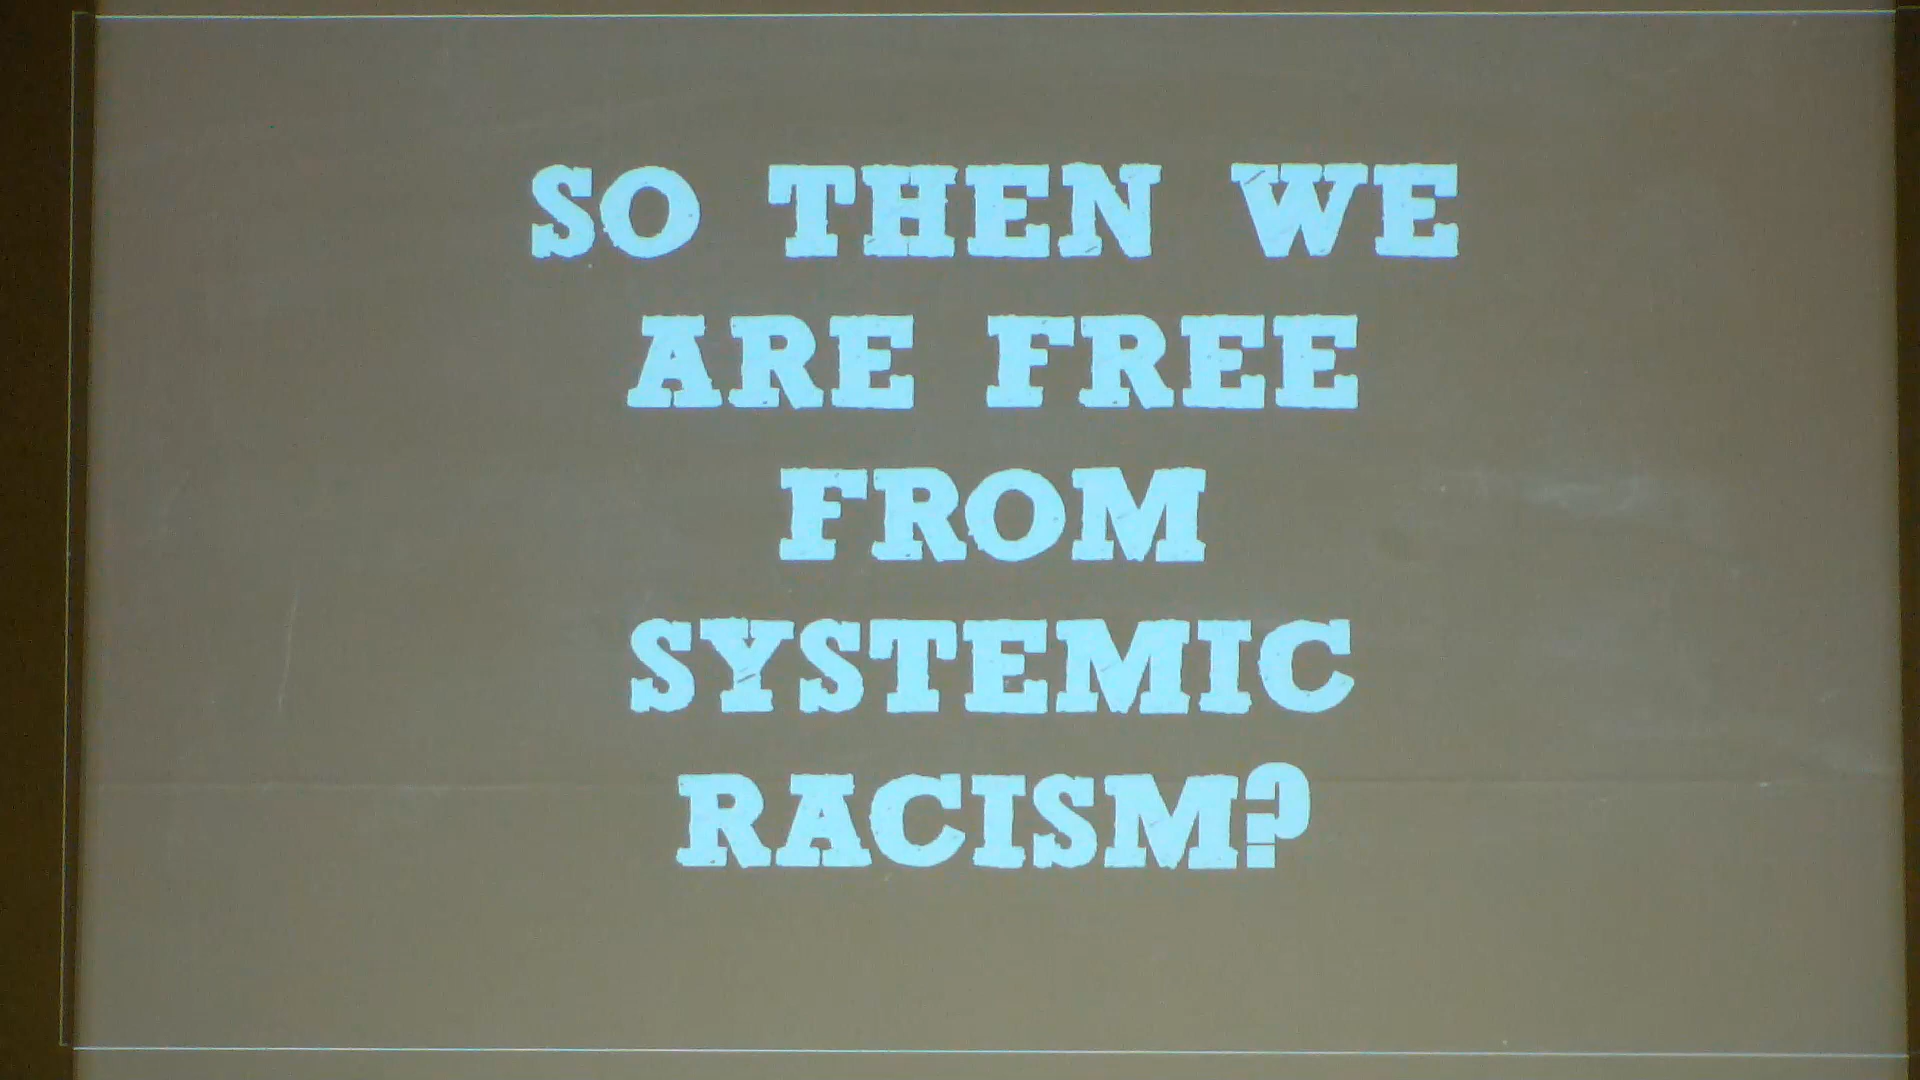 SO THEN WE
ARE FREE
FROM
SYSTEMIC
RACISM?